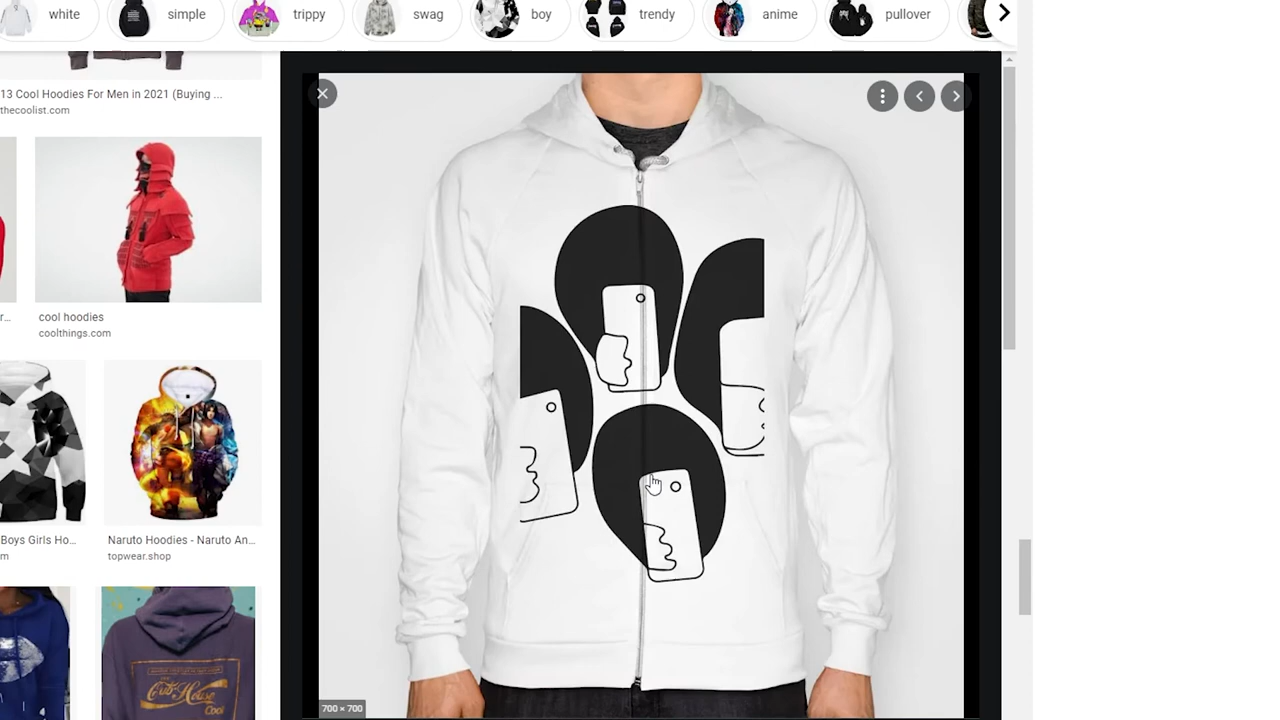 white
simple
trippy
swag
boy
trendy
anime
pullover
13 Cool Hoodies For Men in 2021 (Buying ...
thecoolist.com
cool hoodies
coolthings.com
Boys Girls Ho...
Naruto Hoodies - Naruto An...
topwear.shop
Cool
700 × 700